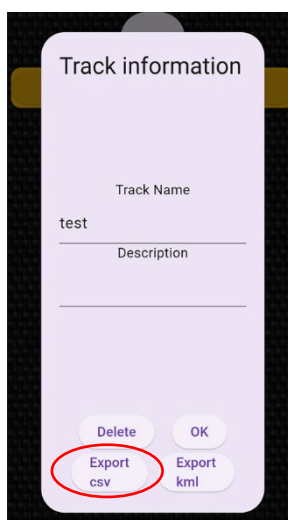 Track information
Track Name
test
Description
Delete
OK
Export
csv
Export
kml